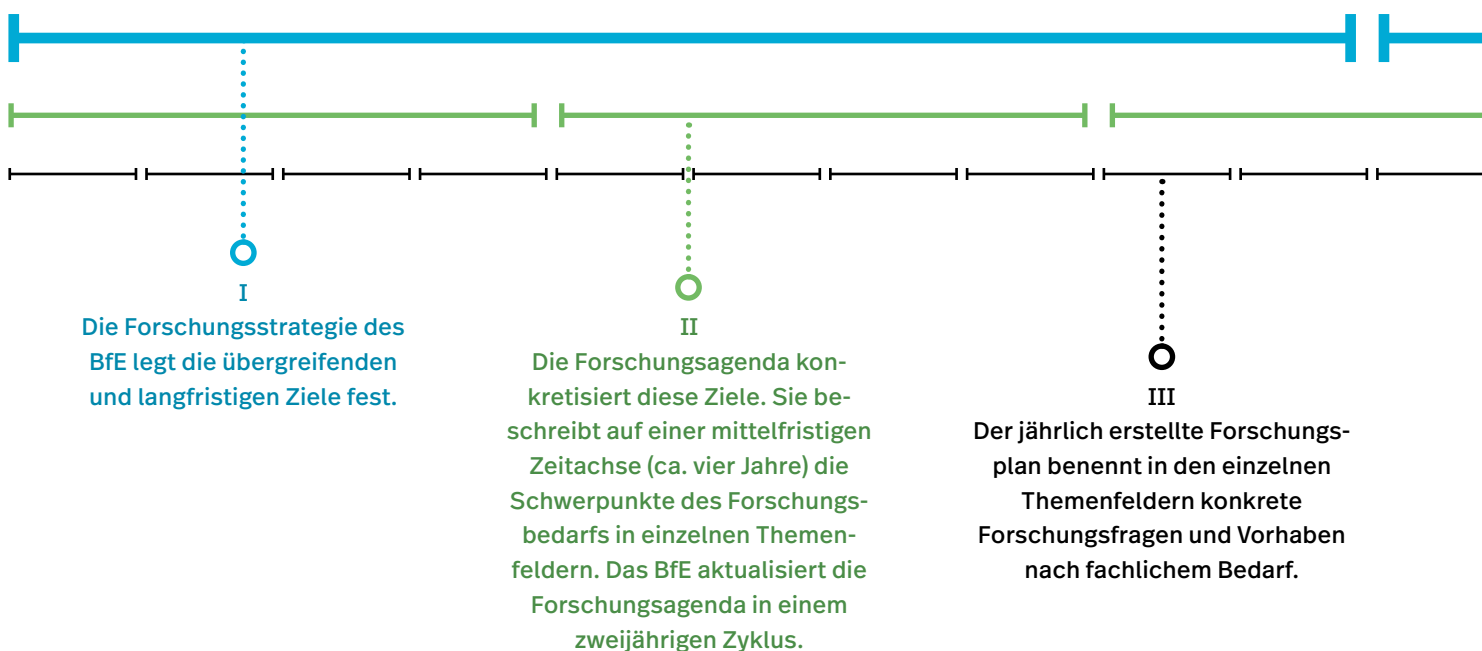 I
Die Forschungsstrategie des
BfE legt die übergreifenden
und langfristigen Ziele fest.
II
Die Forschungsagenda kon-
kretisiert diese Ziele. Sie be-
schreibt auf einer mittelfristigen
Zeitachse (ca. vier Jahre) die
Schwerpunkte des Forschungs-
bedarfs in einzelnen Themen-
feldern. Das BfE aktualisiert die
Forschungsagenda in einem
zweijährigen Zyklus.
III
Der jährlich erstellte Forschungs-
plan benennt in den einzelnen
Themenfeldern konkrete
Forschungsfragen und Vorhaben
nach fachlichem Bedarf.